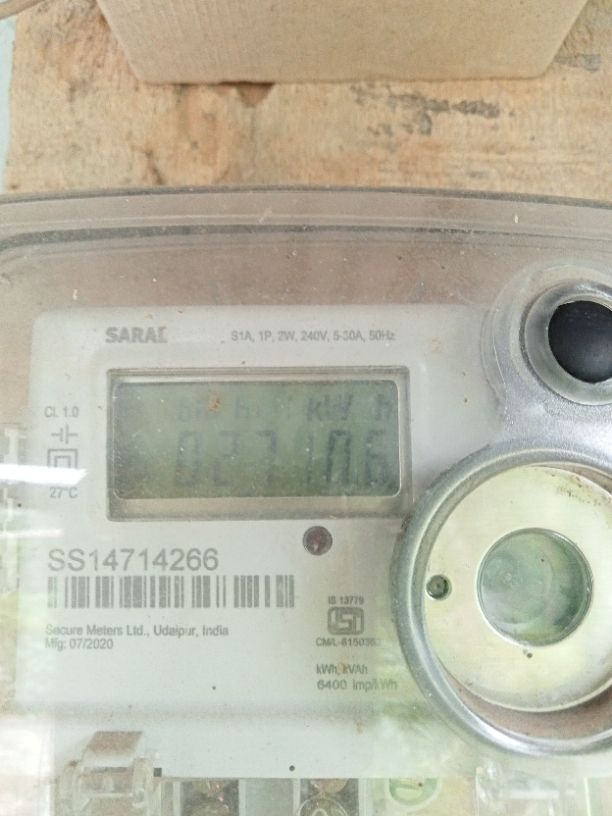 SARAL S1A, 1P, 2W, 240V, 5-30A, 50Hz
Cl. 1.0
kW h
02710.6
27°C
SS14714266
IS 13779
Secure Meters Ltd., Udaipur, India
Mfg: 07/2020
kWh, kVAh
6400 imp/kWh